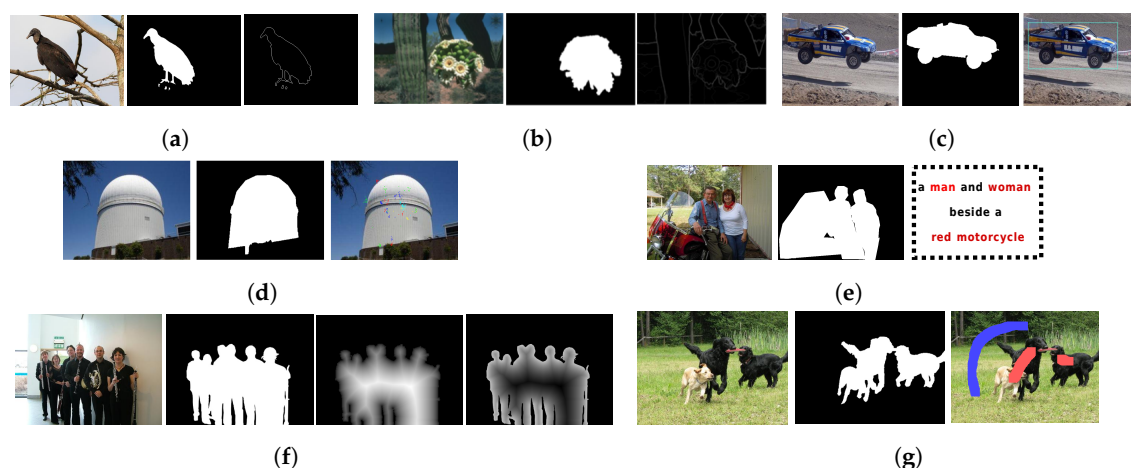 (a)
(b)
(c)
(d)
a man and woman
beside a
red motorcycle
(e)
(f)
(g)